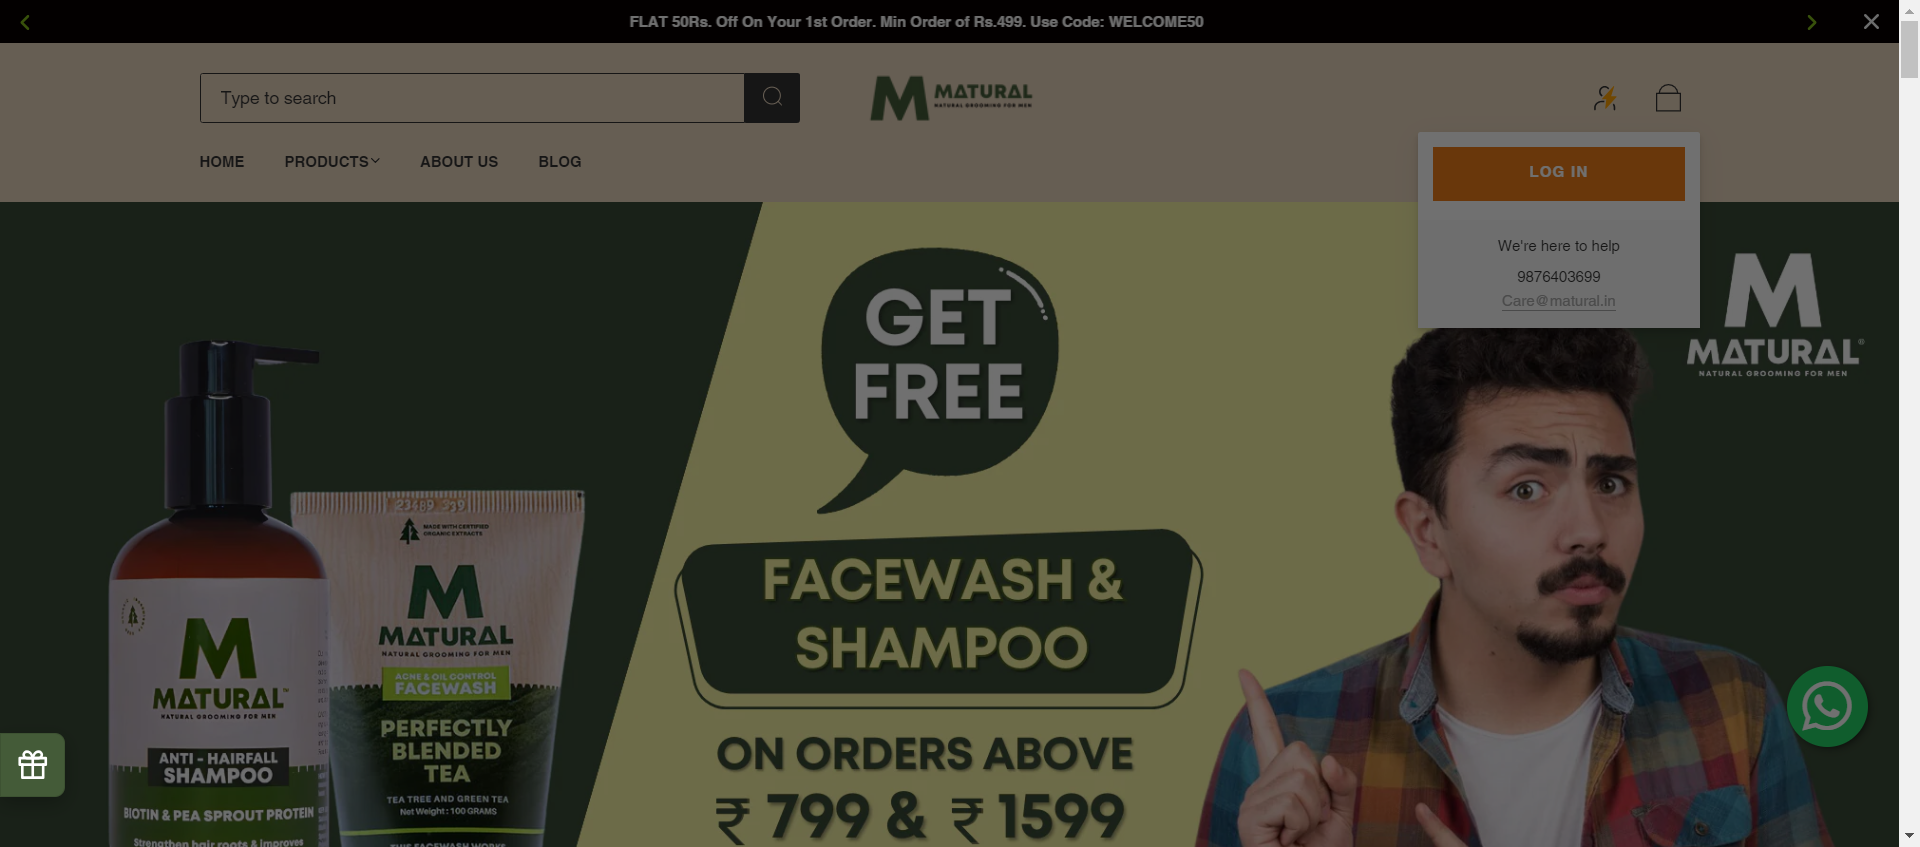 FLAT 50Rs. Off On Your 1st Order. Min Order of Rs.499. Use Code: WELCOME50
Type to search
M MATURAL
NATURAL GROOMING FOR MEN
HOME
PRODUCTS
ABOUT US
BLOG
LOG IN
We're here to help
9876403699
Care@matural.in
GET
FREE
M
MATURAL®
NATURAL GROOMING FOR MEN
FACEWASH &
SHAMPOO
ON ORDERS ABOVE
₹ 799 & ₹ 1599
M
MATURAL™
NATURAL GROOMING FOR MEN
ANTI - HAIRFALL
SHAMPOO
BIOTIN & PEA SPROUT PROTEIN
Strengthen hair roots & improves
MADE WITH CERTIFIED
ORGANIC EXTRACTS
M
MATURAL
NATURAL GROOMING FOR MEN
ACNE & OIL CONTROL
FACEWASH
PERFECTLY
BLENDED
TEA
TEA TREE AND GREEN TEA
Net Weight: 100 GRAMS
THIS FACEWASH WORKS